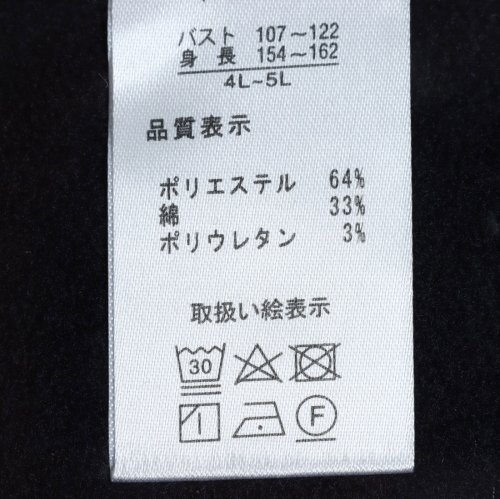 バスト 107～122
身長 154～162
4L~5L
品質表示
ポリエステル 64%
綿 33%
ポリウレタン 3%
取扱い絵表示
30
F